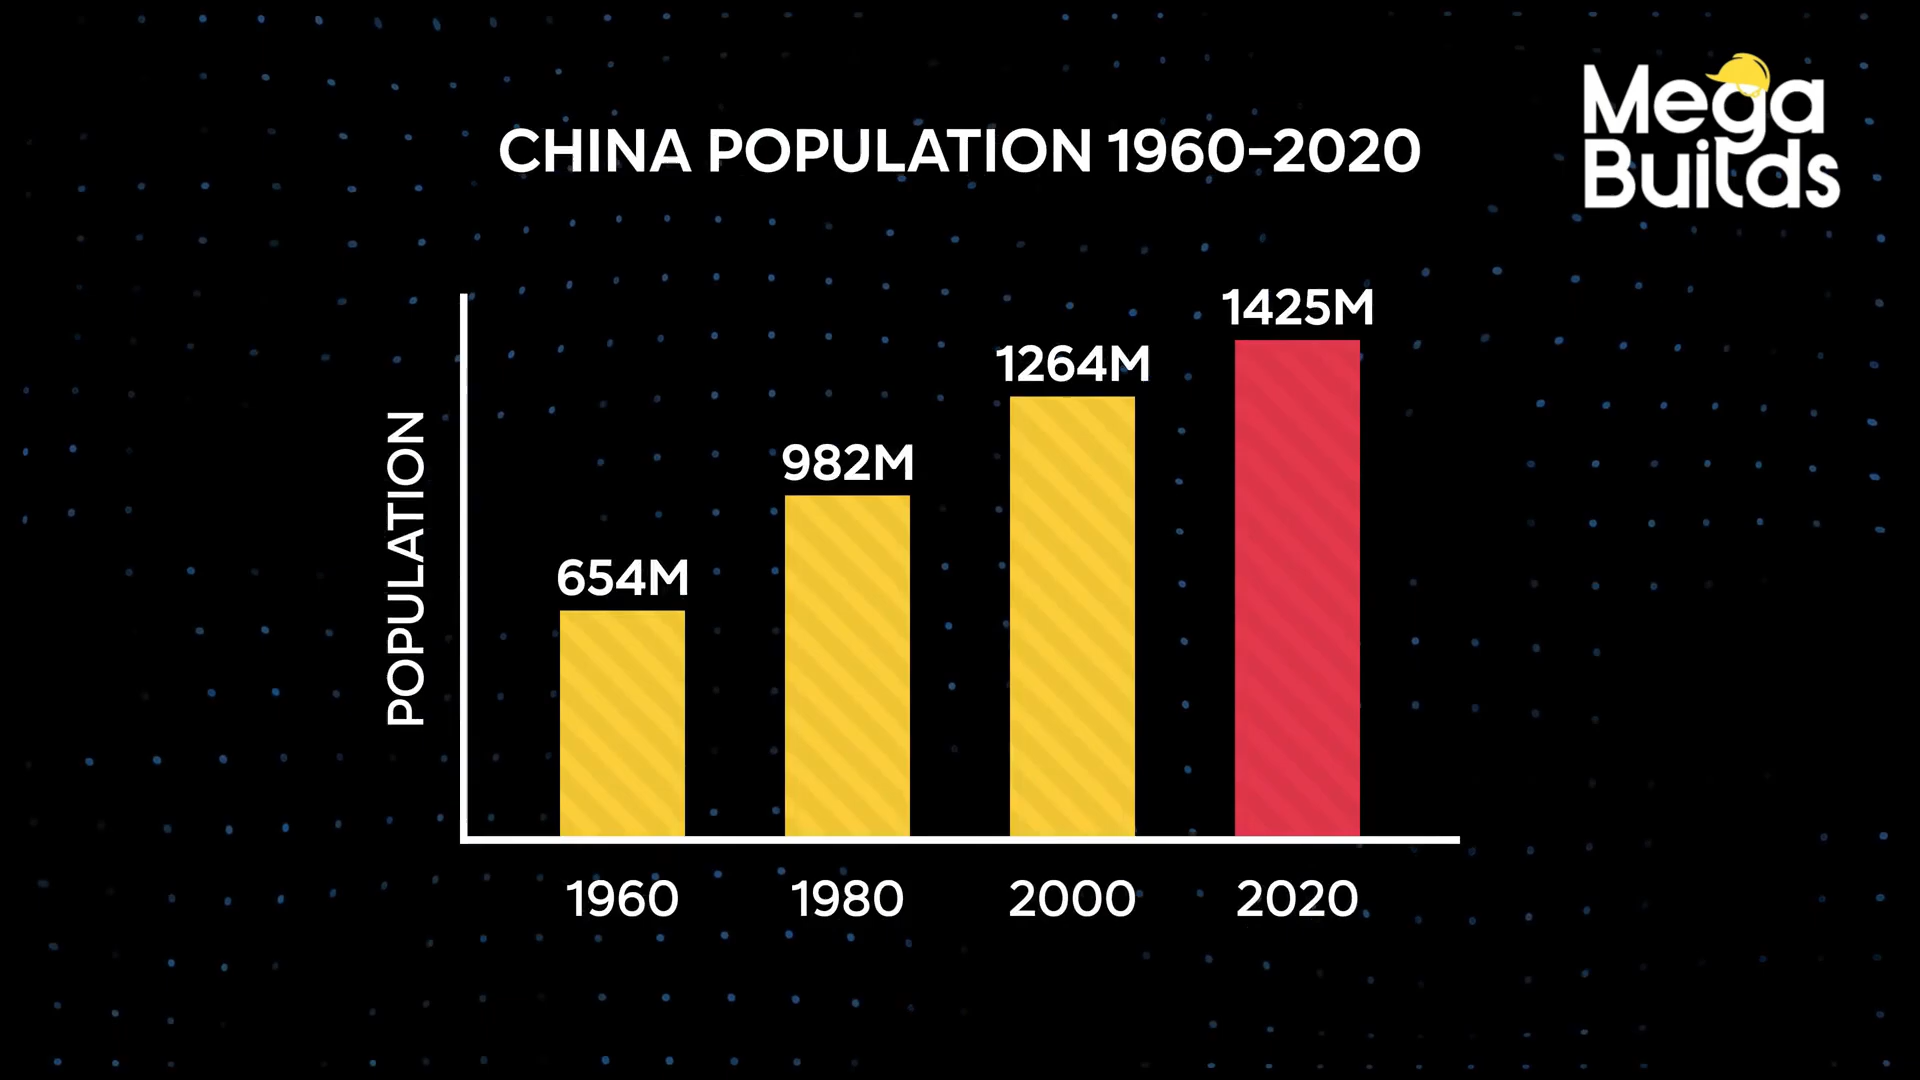 CHINA POPULATION 1960-2020
Mega
Builds
1425M
1264M
982M
654M
POPULATION
1960
1980
2000
2020